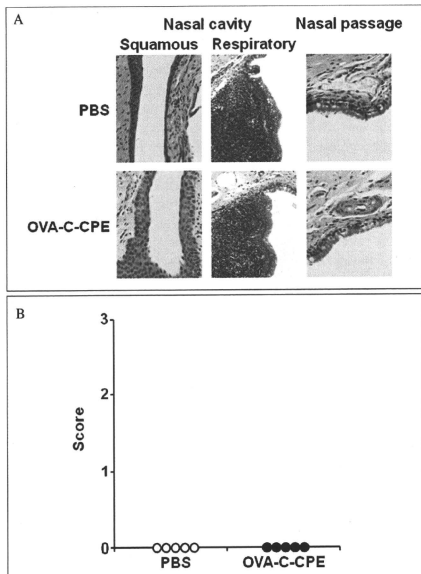 A
Nasal cavity
Nasal passage
Squamous
Respiratory
PBS
OVA-C-CPE
B
3
2
1
0
Score
PBS
OVA-C-CPE